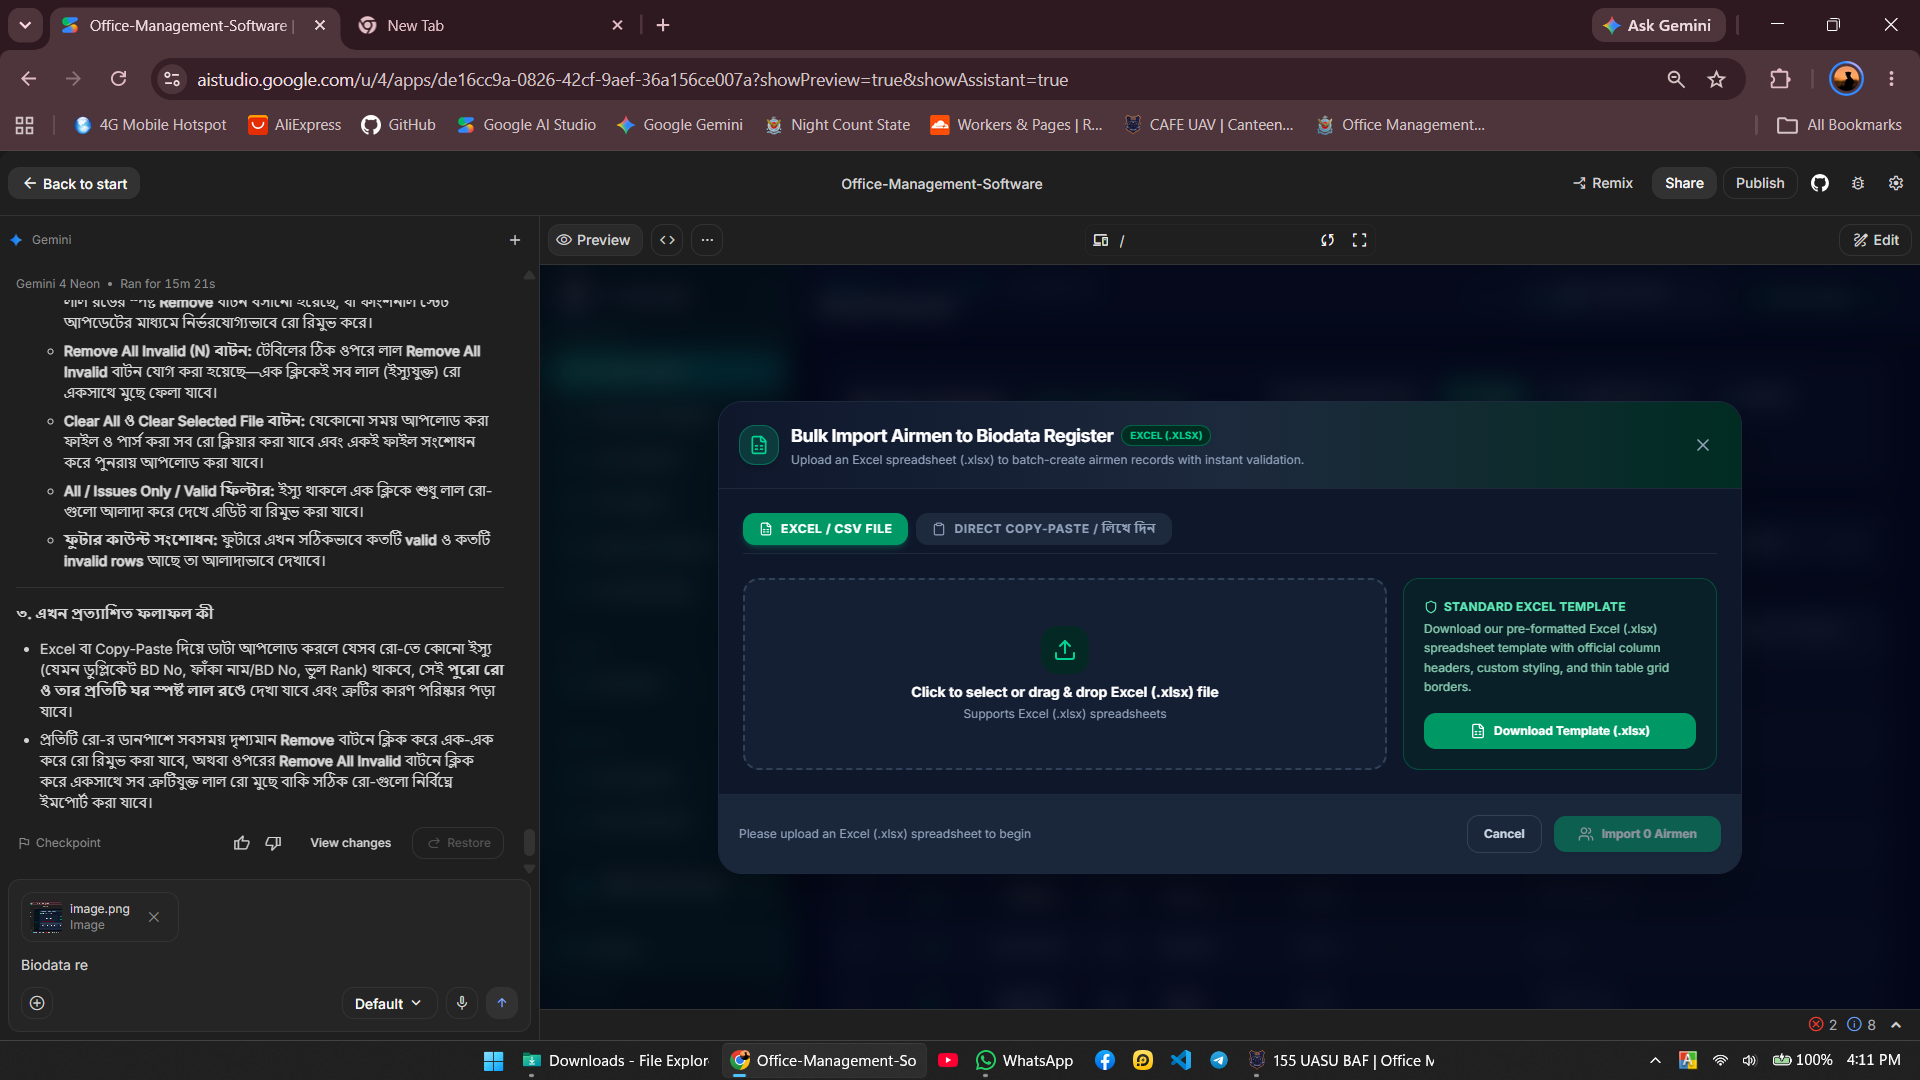 Office-Management-Software |
New Tab
Ask Gemini
aistudio.google.com/u/4/apps/de16cc9a-0826-42cf-9aef-36a156ce007a?showPreview=true&showAssistant=true
4G Mobile Hotspot
AliExpress
GitHub
Google AI Studio
Google Gemini
Night Count State
Workers & Pages | R...
CAFE UAV | Canteen...
Office Management...
All Bookmarks
Back to start
Office-Management-Software
Remix
Share
Publish
Gemini
Preview
/
Edit
Gemini 4 Neon • Ran for 15m 21s
লাল রঙের স্পষ্ট Remove বাটন বসানো হয়েছে, যা ফাংশনাল স্টেট
আপডেটের মাধ্যমে নির্ভরযোগ্যভাবে রো রিমুভ করে।
Remove All Invalid (N) বাটন: টেবিলের ঠিক ওপরে লাল Remove All
Invalid বাটন যোগ করা হয়েছে—এক ক্লিকেই সব লাল (ইস্যুযুক্ত) রো
একসাথে মুছে ফেলা যাবে।
Clear All ও Clear Selected File বাটন: যেকোনো সময় আপলোড করা
ফাইল ও পার্স করা সব রো ক্লিয়ার করা যাবে এবং একই ফাইল সংশোধন
করে পুনরায় আপলোড করা যাবে।
All / Issues Only / Valid ফিল্টার: ইস্যু থাকলে এক ক্লিকে শুধু লাল রো-
গুলো আলাদা করে দেখে এডিট বা রিমুভ করা যাবে।
ফুটার কাউন্ট সংশোধন: ফুটারে এখন সঠিকভাবে কতটি valid ও কতটি
invalid rows আছে তা আলাদাভাবে দেখাবে।
৩. এখন প্রত্যাশিত ফলাফল কী
Excel বা Copy-Paste দিয়ে ডাটা আপলোড করলে যেসব রো-তে কোনো ইস্যু
(যেমন ডুপ্লিকেট BD No, ফাঁকা নাম/BD No, ভুল Rank) থাকবে, সেই পুরো রো
ও তার প্রতিটি ঘর স্পষ্ট লাল রঙে দেখা যাবে এবং ত্রুটির কারণ পরিষ্কার পড়া
যাবে।
প্রতিটি রো-র ডানপাশে সবসময় দৃশ্যমান Remove বাটনে ক্লিক করে এক-এক
করে রো রিমুভ করা যাবে, অথবা ওপরের Remove All Invalid বাটনে ক্লিক
করে একসাথে সব ত্রুটিযুক্ত লাল রো মুছে বাকি সঠিক রো-গুলো নির্বিঘ্নে
ইমপোর্ট করা যাবে।
Checkpoint
View changes
Restore
image.png
Image
Biodata re
Default
Bulk Import Airmen to Biodata Register
EXCEL (.XLSX)
Upload an Excel spreadsheet (.xlsx) to batch-create airmen records with instant validation.
EXCEL / CSV FILE
DIRECT COPY-PASTE / লিখে দিন
Click to select or drag & drop Excel (.xlsx) file
Supports Excel (.xlsx) spreadsheets
STANDARD EXCEL TEMPLATE
Download our pre-formatted Excel (.xlsx)
spreadsheet template with official column
headers, custom styling, and thin table grid
borders.
Download Template (.xlsx)
Please upload an Excel (.xlsx) spreadsheet to begin
Cancel
Import 0 Airmen
2
8
Downloads - File Explor
Office-Management-So
WhatsApp
155 UASU BAF | Office M
100%
4:11 PM